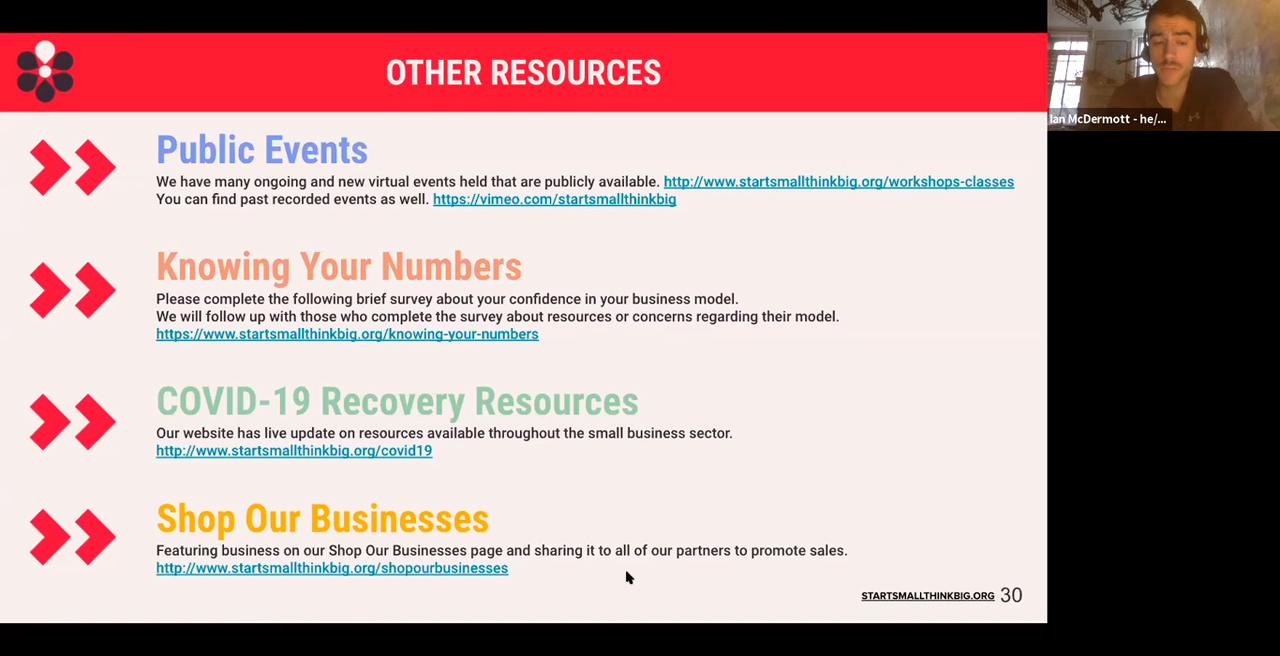 OTHER RESOURCES
Ian McDermott - he/...
Public Events
We have many ongoing and new virtual events held that are publicly available. http://www.startsmallthinkbig.org/workshops-classes
You can find past recorded events as well. https://vimeo.com/startsmallthinkbig
Knowing Your Numbers
Please complete the following brief survey about your confidence in your business model.
We will follow up with those who complete the survey about resources or concerns regarding their model.
https://www.startsmallthinkbig.org/knowing-your-numbers
COVID-19 Recovery Resources
Our website has live update on resources available throughout the small business sector.
http://www.startsmallthinkbig.org/covid19
Shop Our Businesses
Featuring business on our Shop Our Businesses page and sharing it to all of our partners to promote sales.
http://www.startsmallthinkbig.org/shopourbusinesses
STARTSMALLTHINKBIG.ORG 30